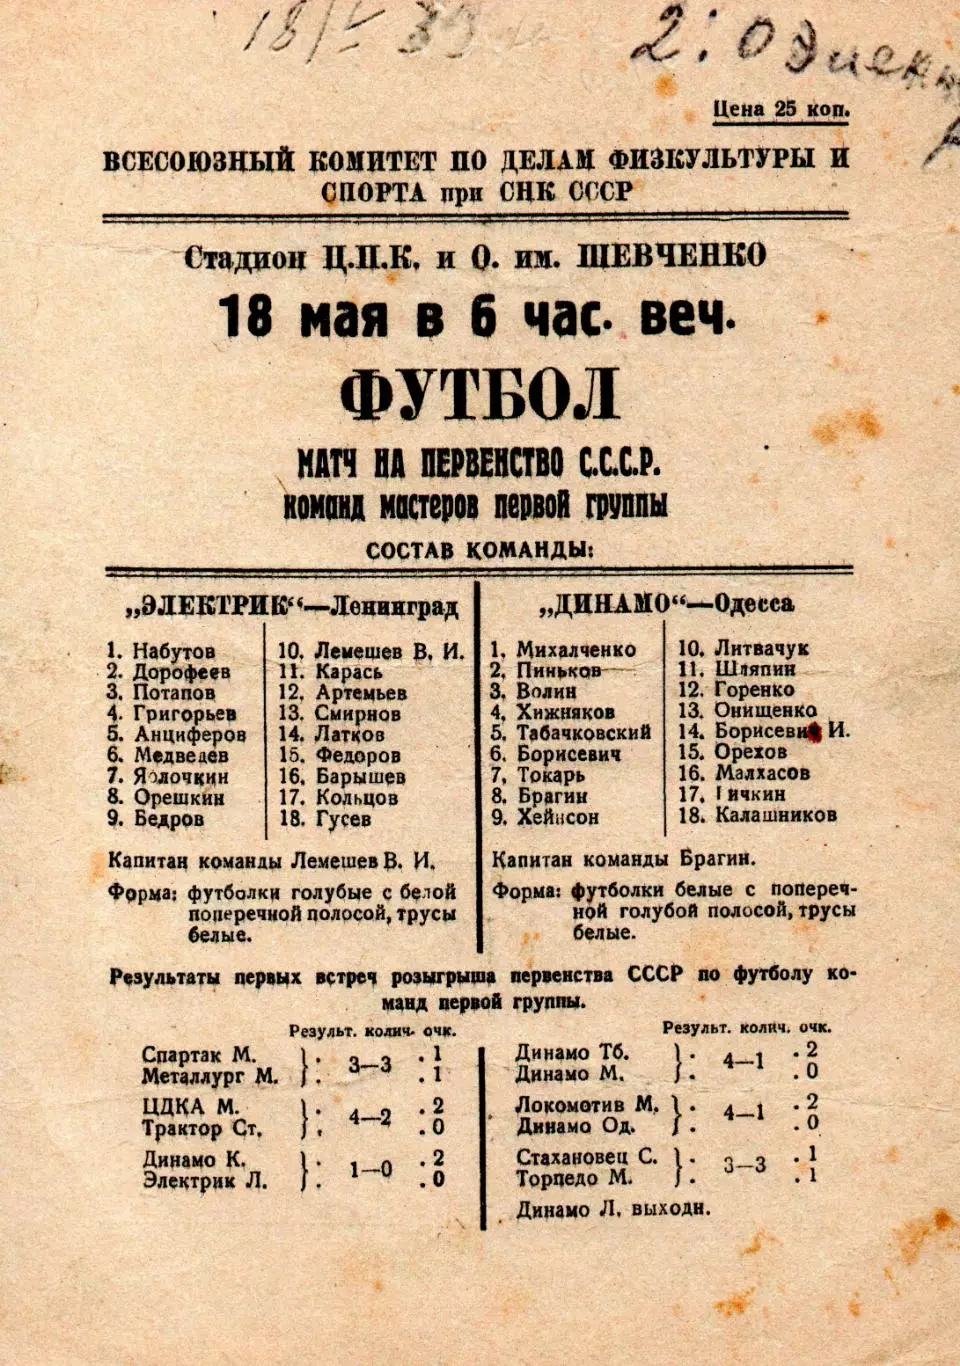 18/V 39
2:0 Элект
Цена 25 коп.
ВСЕСОЮЗНЫЙ КОМИТЕТ ПО ДЕЛАМ ФИЗКУЛЬТУРЫ И
СПОРТА при СНК СССР
Стадион Ц.П.К. и О. им. ШЕВЧЕНКО
18 мая в 6 час. веч.
ФУТБОЛ
МАТЧ НА ПЕРВЕНСТВО С.С.С.Р.
команд мастеров первой группы
СОСТАВ КОМАНДЫ:
„ЭЛЕКТРИК“—Ленинград
1. Набутов
2. Дорофеев
3. Потапов
4. Григорьев
5. Анциферов
6. Медведев
7. Яблочкин
8. Орешкин
9. Бедров
10. Лемешев В. И.
11. Карась
12. Артемьев
13. Смирнов
14. Латков
15. Федоров
16. Барышев
17. Кольцов
18. Гусев
Капитан команды Лемешев В. И.
Форма: футболки голубые с белой
поперечной полосой, трусы
белые.
„ДИНАМО“—Одесса
1. Михалченко
2. Пиньков
3. Волин
4. Хижняков
5. Табачковский
6. Борисевич
7. Токарь
8. Брагин
9. Хейисон
10. Литвачук
11. Шляпин
12. Горенко
13. Онищенко
14. Борисевич И.
15. Орехов
16. Малхасов
17. ичкин
18. Калашников
Капитан команды Брагин.
Форма: футболки белые с попереч-
ной голубой полосой, трусы
белые.
Результаты первых встреч розыгрыша первенства СССР по футболу ко-
манд первой группы.
Результ. колич. очк.
Спартак М. } . 3—3 . 1
Металлург М. } . . 1
ЦДКА М. } . 4—2 . 2
Трактор Ст. } . . 0
Динамо К. } . 1—0 . 2
Электрик Л. } . . 0
Результ. колич. очк.
Динамо Тб. } . 4—1 . 2
Динамо М. } . . 0
Локомотив М. } . 4—1 . 2
Динамо Од. } . . 0
Стахановец С. } . 3—3 . 1
Торпедо М. } . . 1
Динамо Л. выходн.